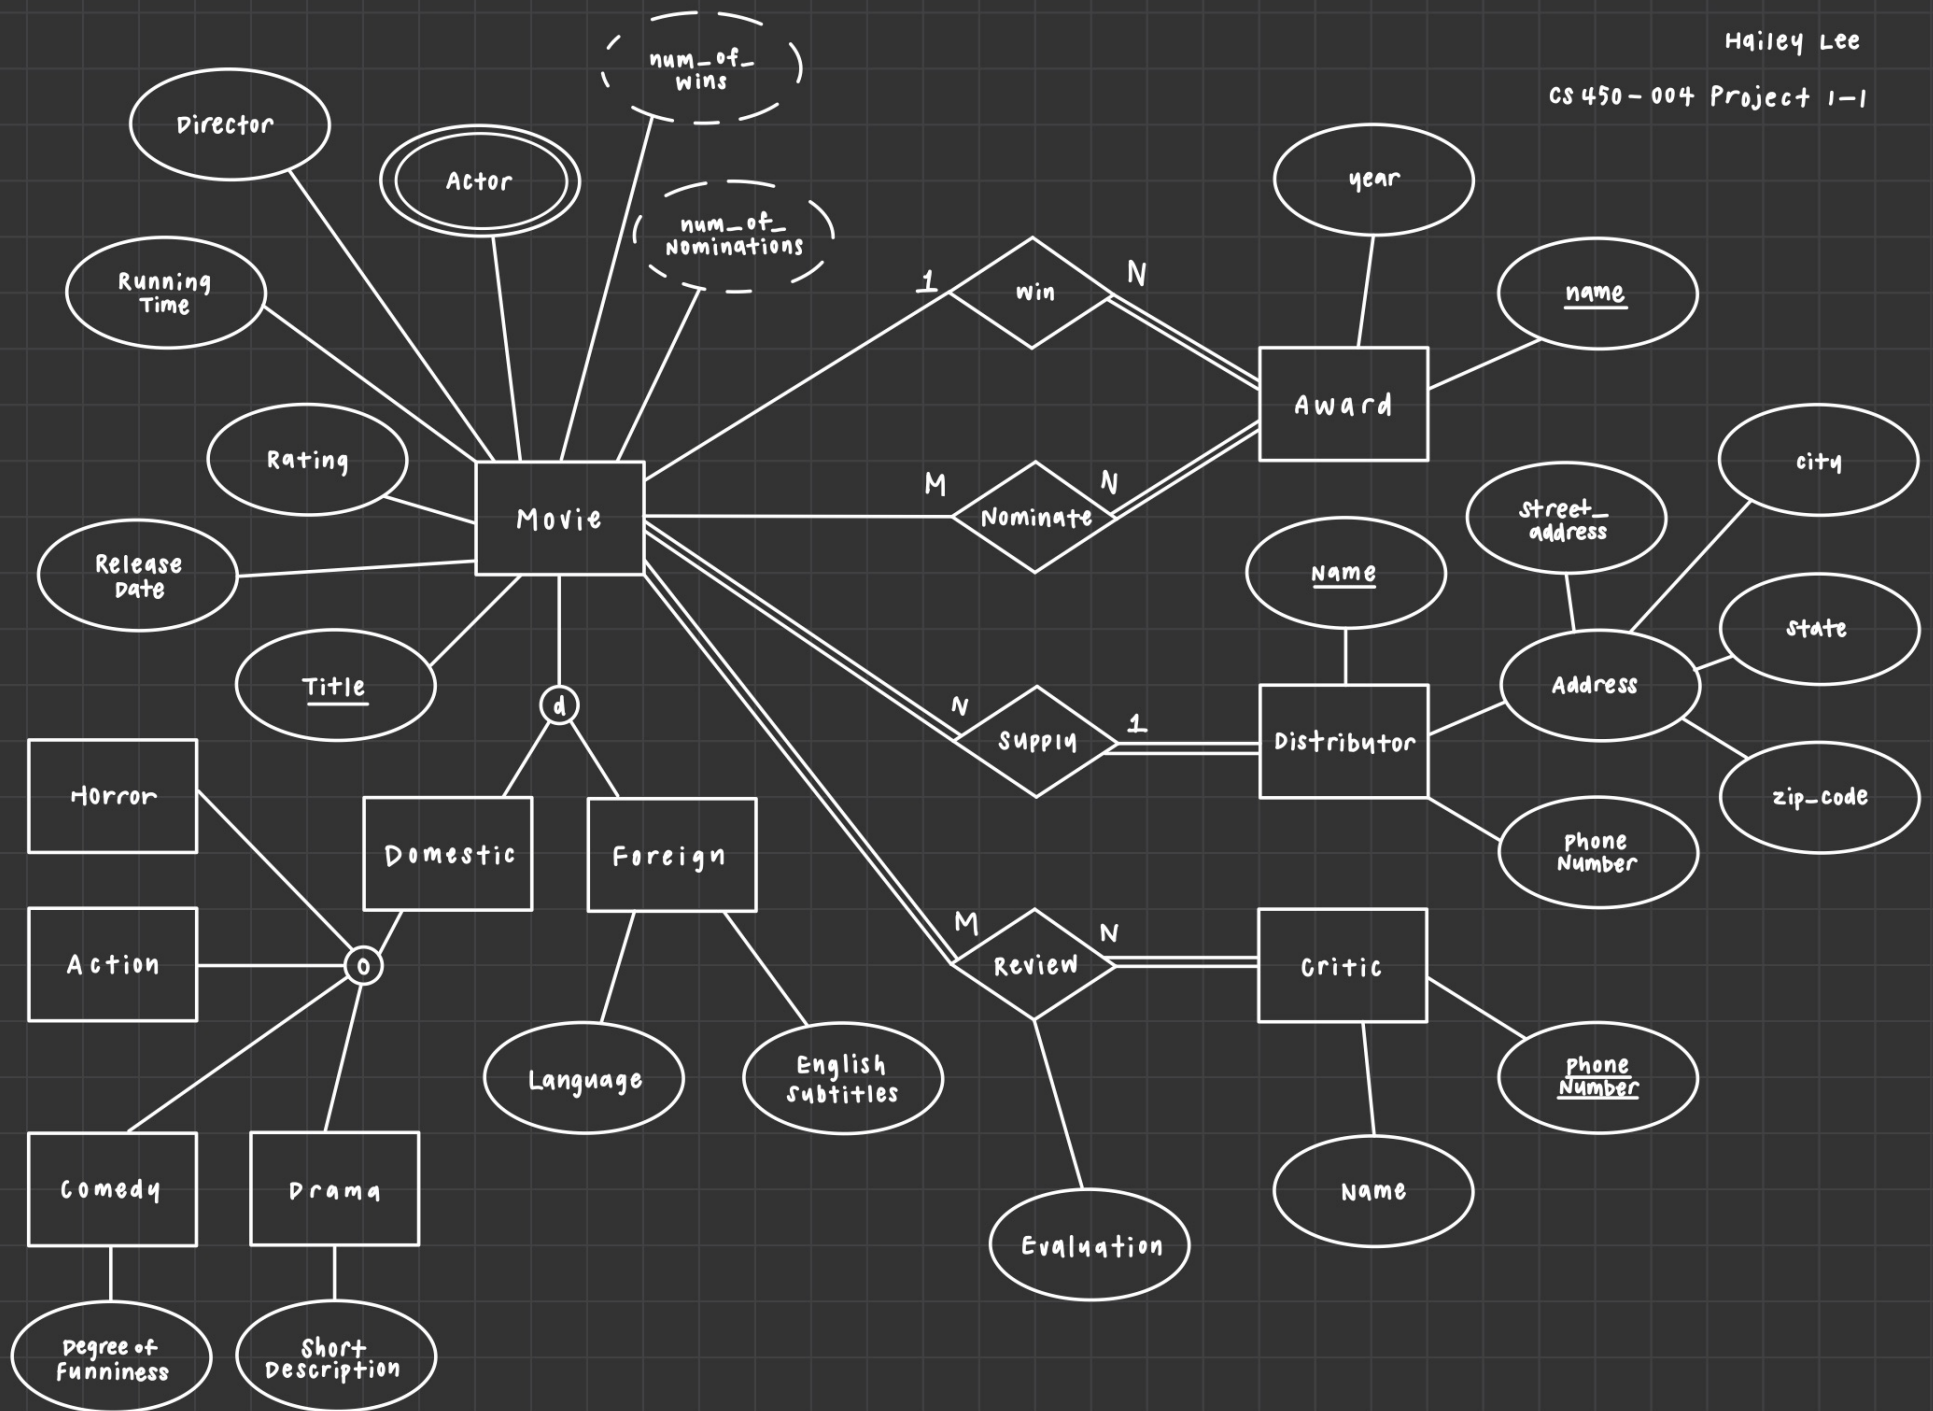 Hailey Lee
CS 450-004 Project 1-1
num_of_
wins
Director
Actor
year
num_of_
Nominations
Running
Time
1
win
N
name
Award
Rating
city
M
N
street_
address
Movie
Nominate
Release
Date
Name
State
Title
Address
d
N
1
Supply
Distributor
Horror
zip_code
Domestic
Foreign
Phone
Number
M
N
Action
O
Review
Critic
Language
English
Subtitles
Phone
Number
Comedy
Drama
Name
Evaluation
Degree of
Funniness
Short
Description